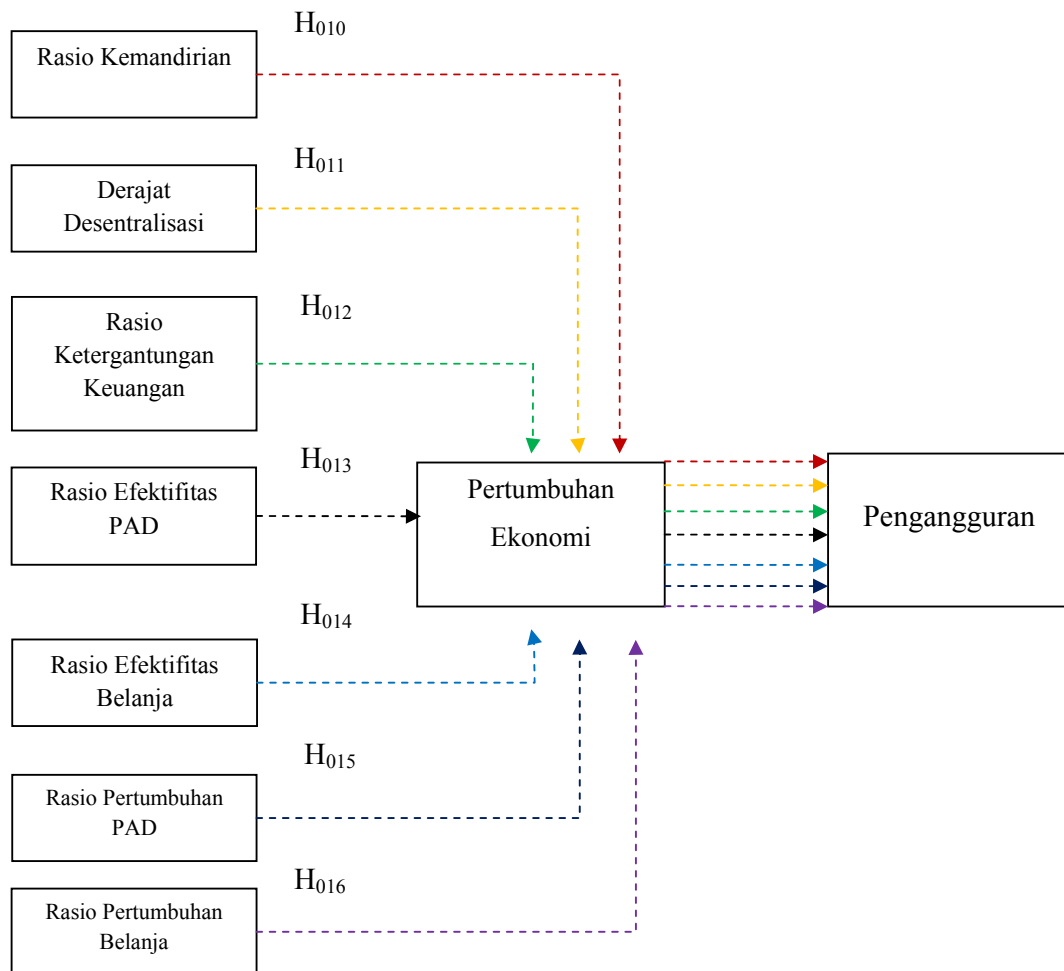 H010
Rasio Kemandirian
H011
Derajat
Desentralisasi
H012
Rasio
Ketergantungan
Keuangan
H013
Rasio Efektifitas
PAD
Pertumbuhan
Ekonomi
Pengangguran
H014
Rasio Efektifitas
Belanja
H015
Rasio Pertumbuhan
PAD
H016
Rasio Pertumbuhan
Belanja